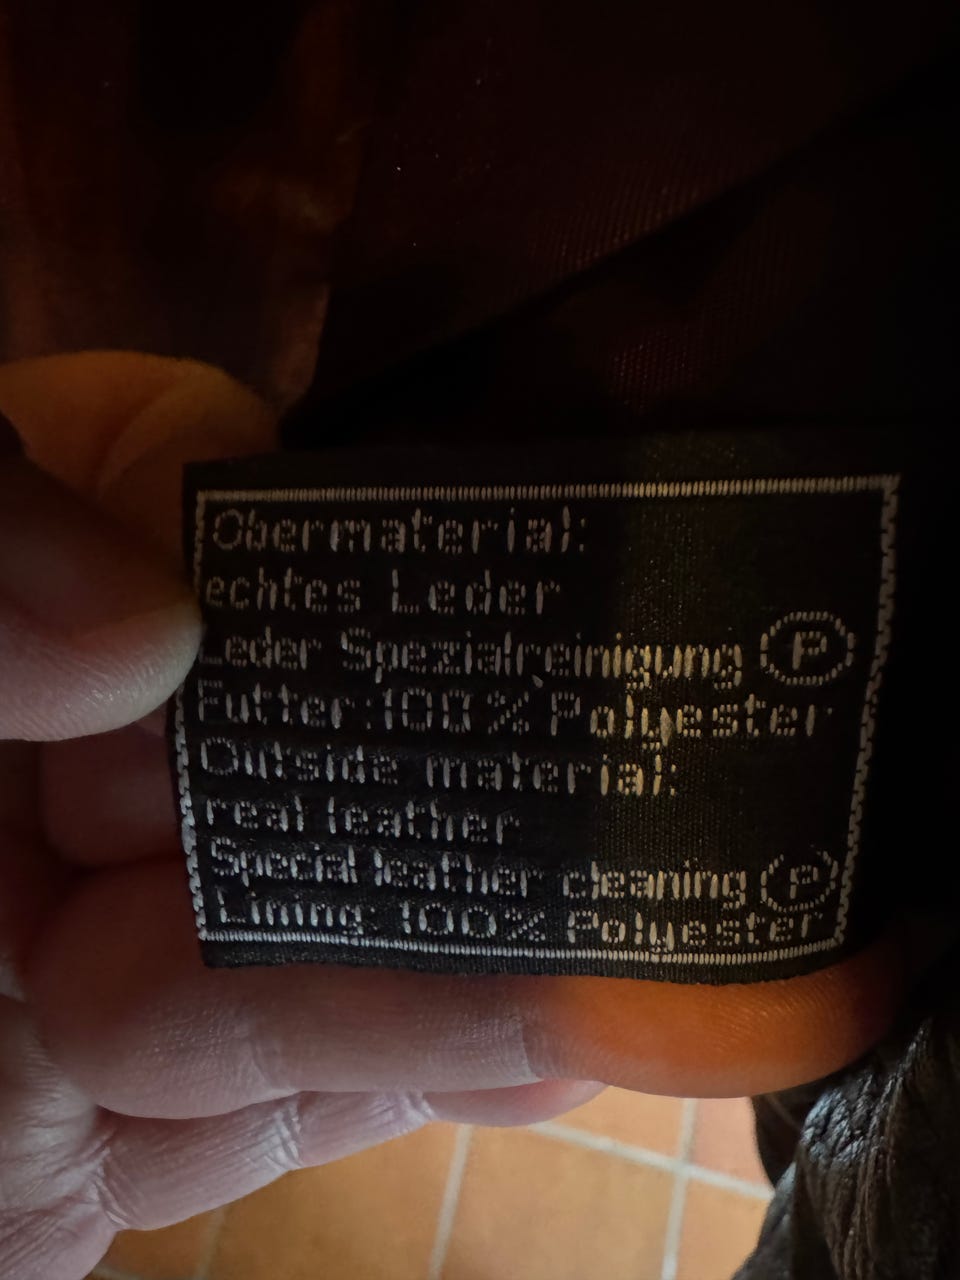 Obermaterial:
echtes Leder
Leder Spezialreinigung P
Futter:100% Polyester
Outside material:
real leather
Special leather cleaning P
Lining: 100% Polyester